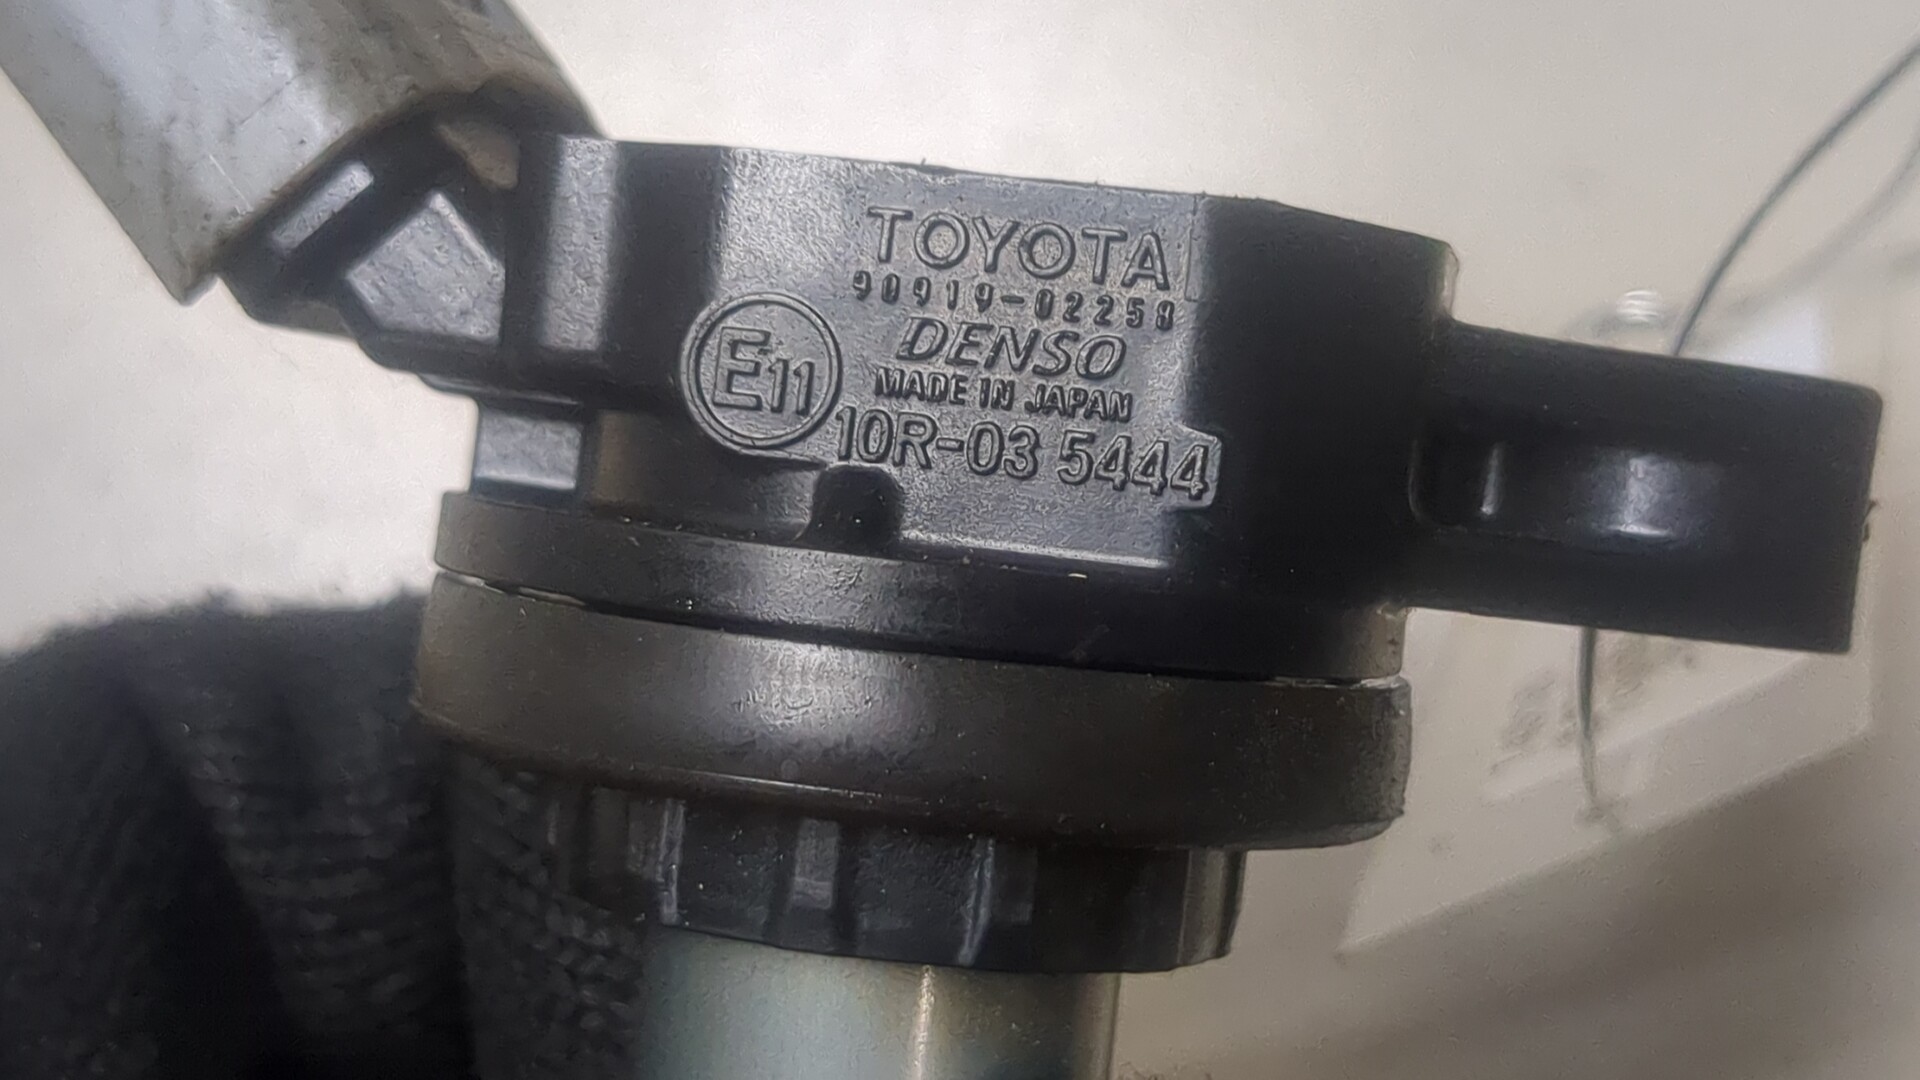 TOYOTA
90919-02258
DENSO
MADE IN JAPAN
E11
10R-03 5444